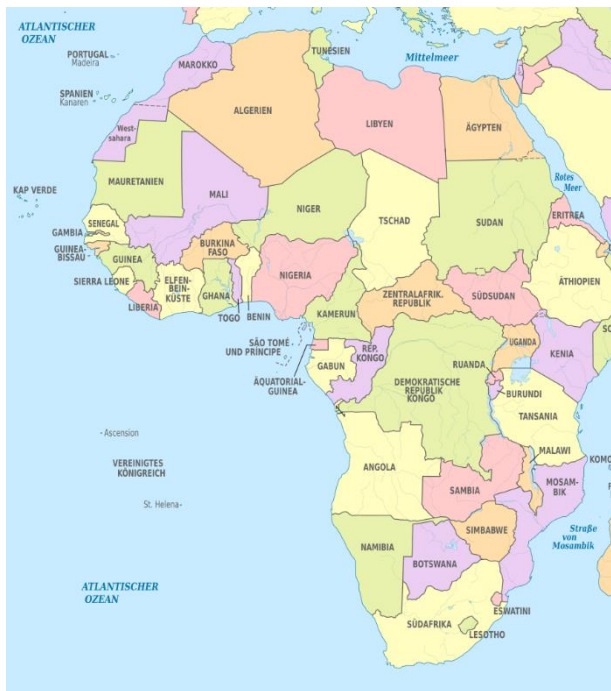 ATLANTISCHER
OZEAN
PORTUGAL
Madeira
SPANIEN
Kanaren
MAROKKO
TUNESIEN
Mittelmeer
ALGERIEN
LIBYEN
ÄGYPTEN
West-
sahara
MAURETANIEN
MALI
NIGER
TSCHAD
SUDAN
Rotes
Meer
ERITREA
KAP VERDE
SENEGAL
GAMBIA
GUINEA-
BISSAU
GUINEA
SIERRA LEONE
LIBERIA
ELFEN-
BEIN-
KÜSTE
BURKINA
FASO
GHANA
TOGO
BENIN
NIGERIA
KAMERUN
ZENTRALAFRIK.
REPUBLIK
SÜDSUDAN
ÄTHIOPIEN
SO
SÃO TOMÉ
UND PRÍNCIPE
ÄQUATORIAL-
GUINEA
GABUN
REP.
KONGO
DEMOKRATISCHE
REPUBLIK
KONGO
UGANDA
KENIA
RUANDA
BURUNDI
TANSANIA
Ascension
VEREINIGTES
KÖNIGREICH
St. Helena
ANGOLA
SAMBIA
MALAWI
MOSAM-
BIK
KOMO
Straße
von
Mosambik
SIMBABWE
NAMIBIA
BOTSWANA
ATLANTISCHER
OZEAN
SÜDAFRIKA
ESWATINI
LESOTHO